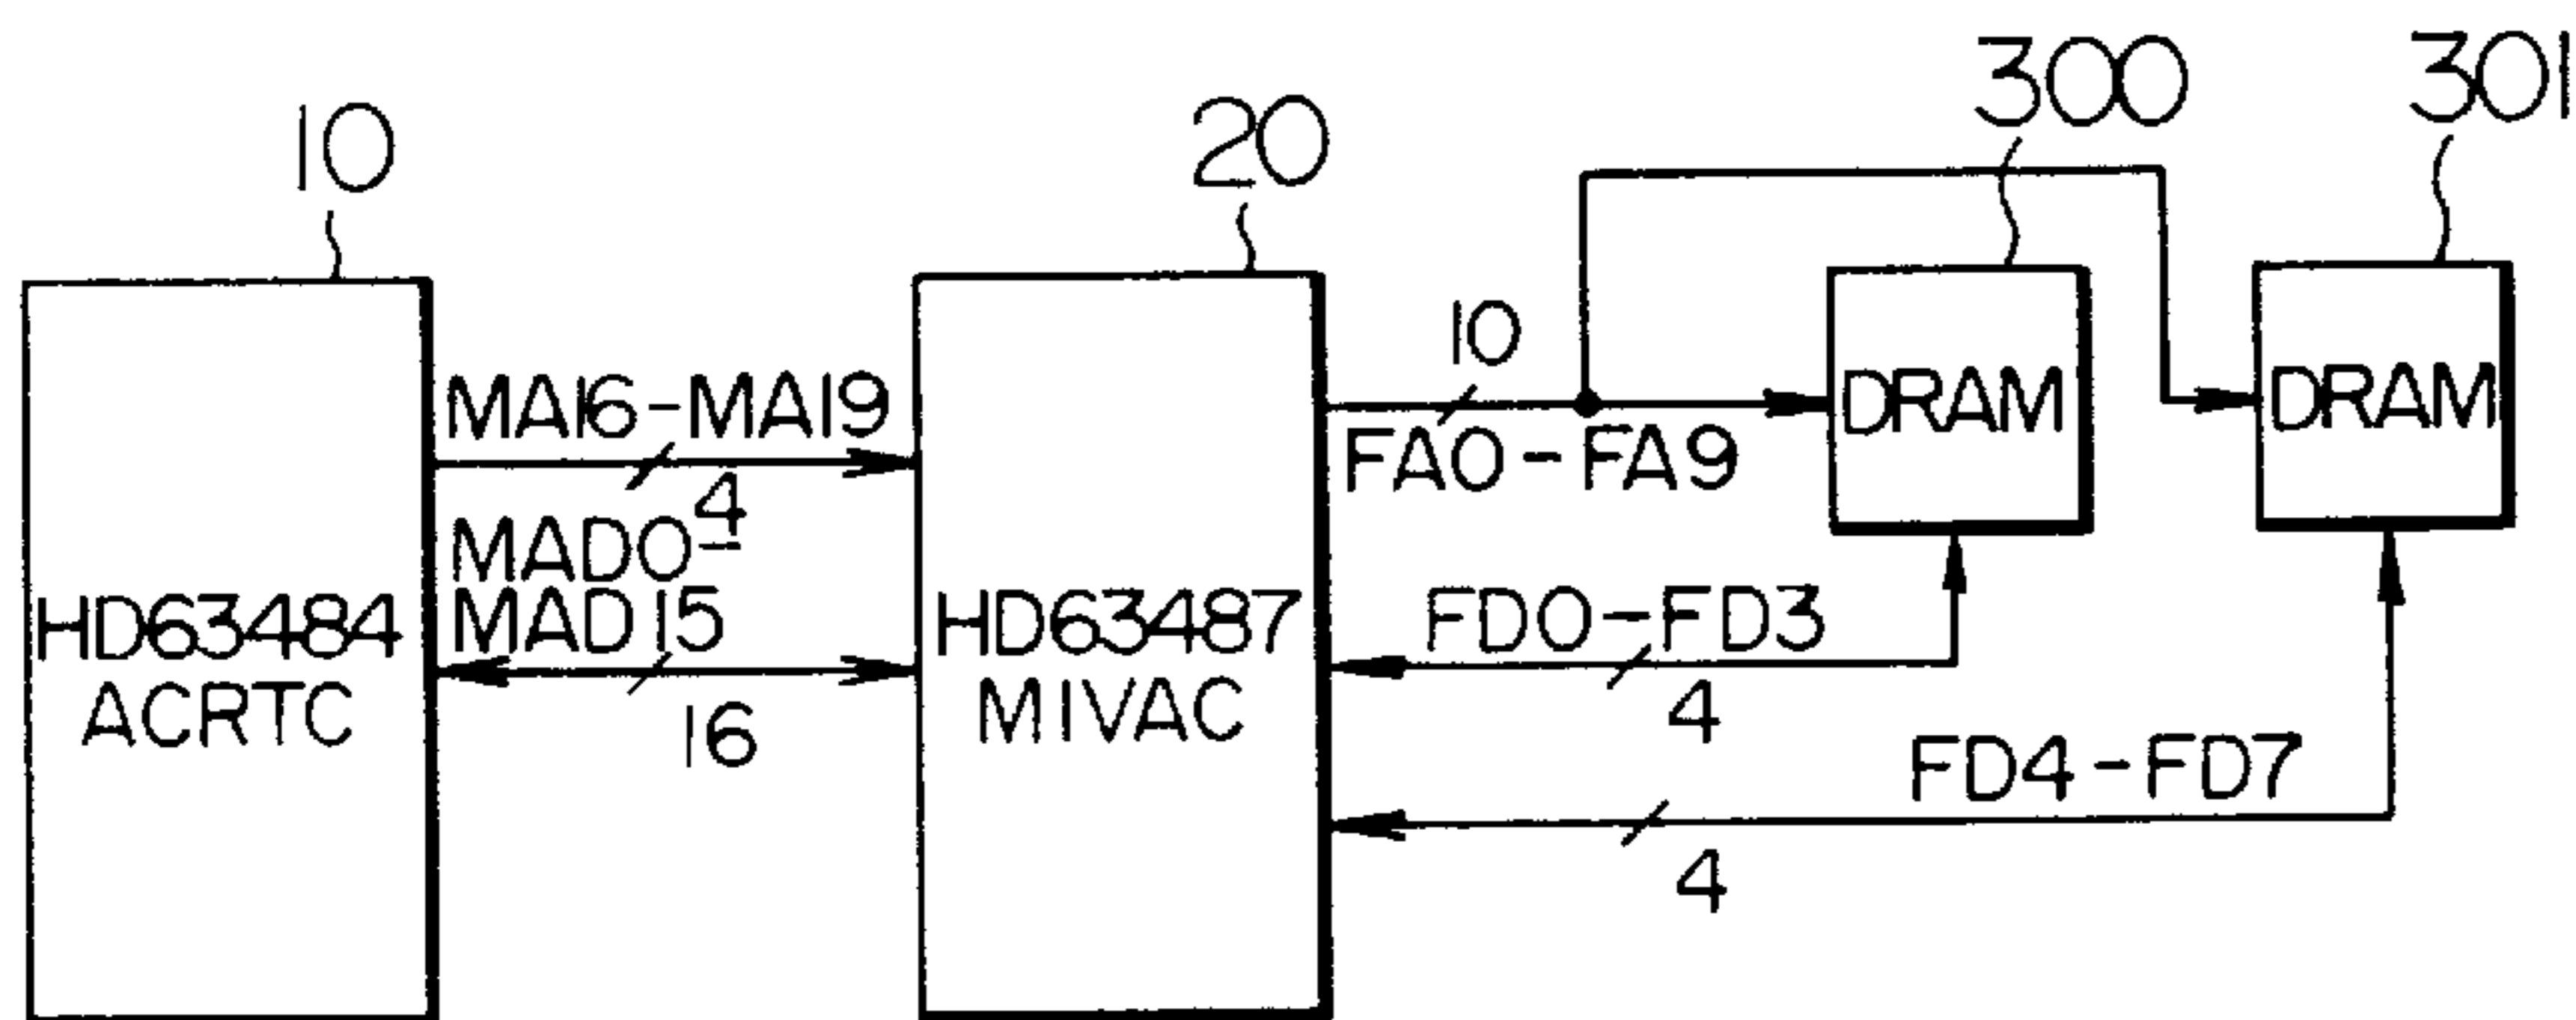 10
20
300
301
HD63484
ACRTC
MA16-MA19
4
MAD0-
MAD15
16
HD63487
MIVAC
10
FA0-FA9
DRAM
DRAM
FD0-FD3
4
FD4-FD7
4